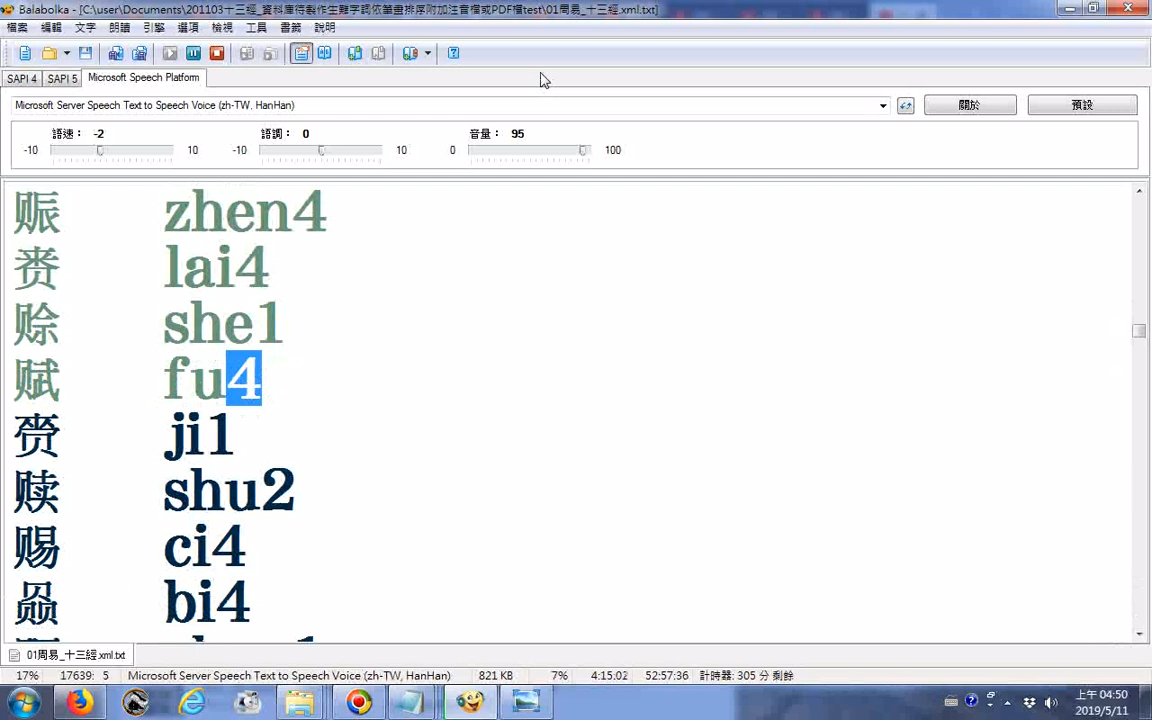 Balabolka - [C:\user\Documents\201103十三經_資料庫待製作生難字詞依筆畫排序附加注音檔或PDF檔test\01周易_十三經.xml.txt]
檔案 編輯 文字 朗讀 引擎 選項 檢視 工具 書籤 說明
SAPI 4 SAPI 5 Microsoft Speech Platform
Microsoft Server Speech Text to Speech Voice (zh-TW, HanHan) 關於 預設
語速： -2 語調： 0 音量： 95
-10 10 -10 10 0 100
赈 zhen4
赉 lai4
赊 she1
赋 fu4
赍 ji1
赎 shu2
赐 ci4
赑 bi4
01周易_十三經.xml.txt
17% 17639: 5 Microsoft Server Speech Text to Speech Voice (zh-TW, HanHan) 821 KB 7% 4:15:02 52:57:36 計時器: 305 分 剩餘
上午 04:50
2019/5/11